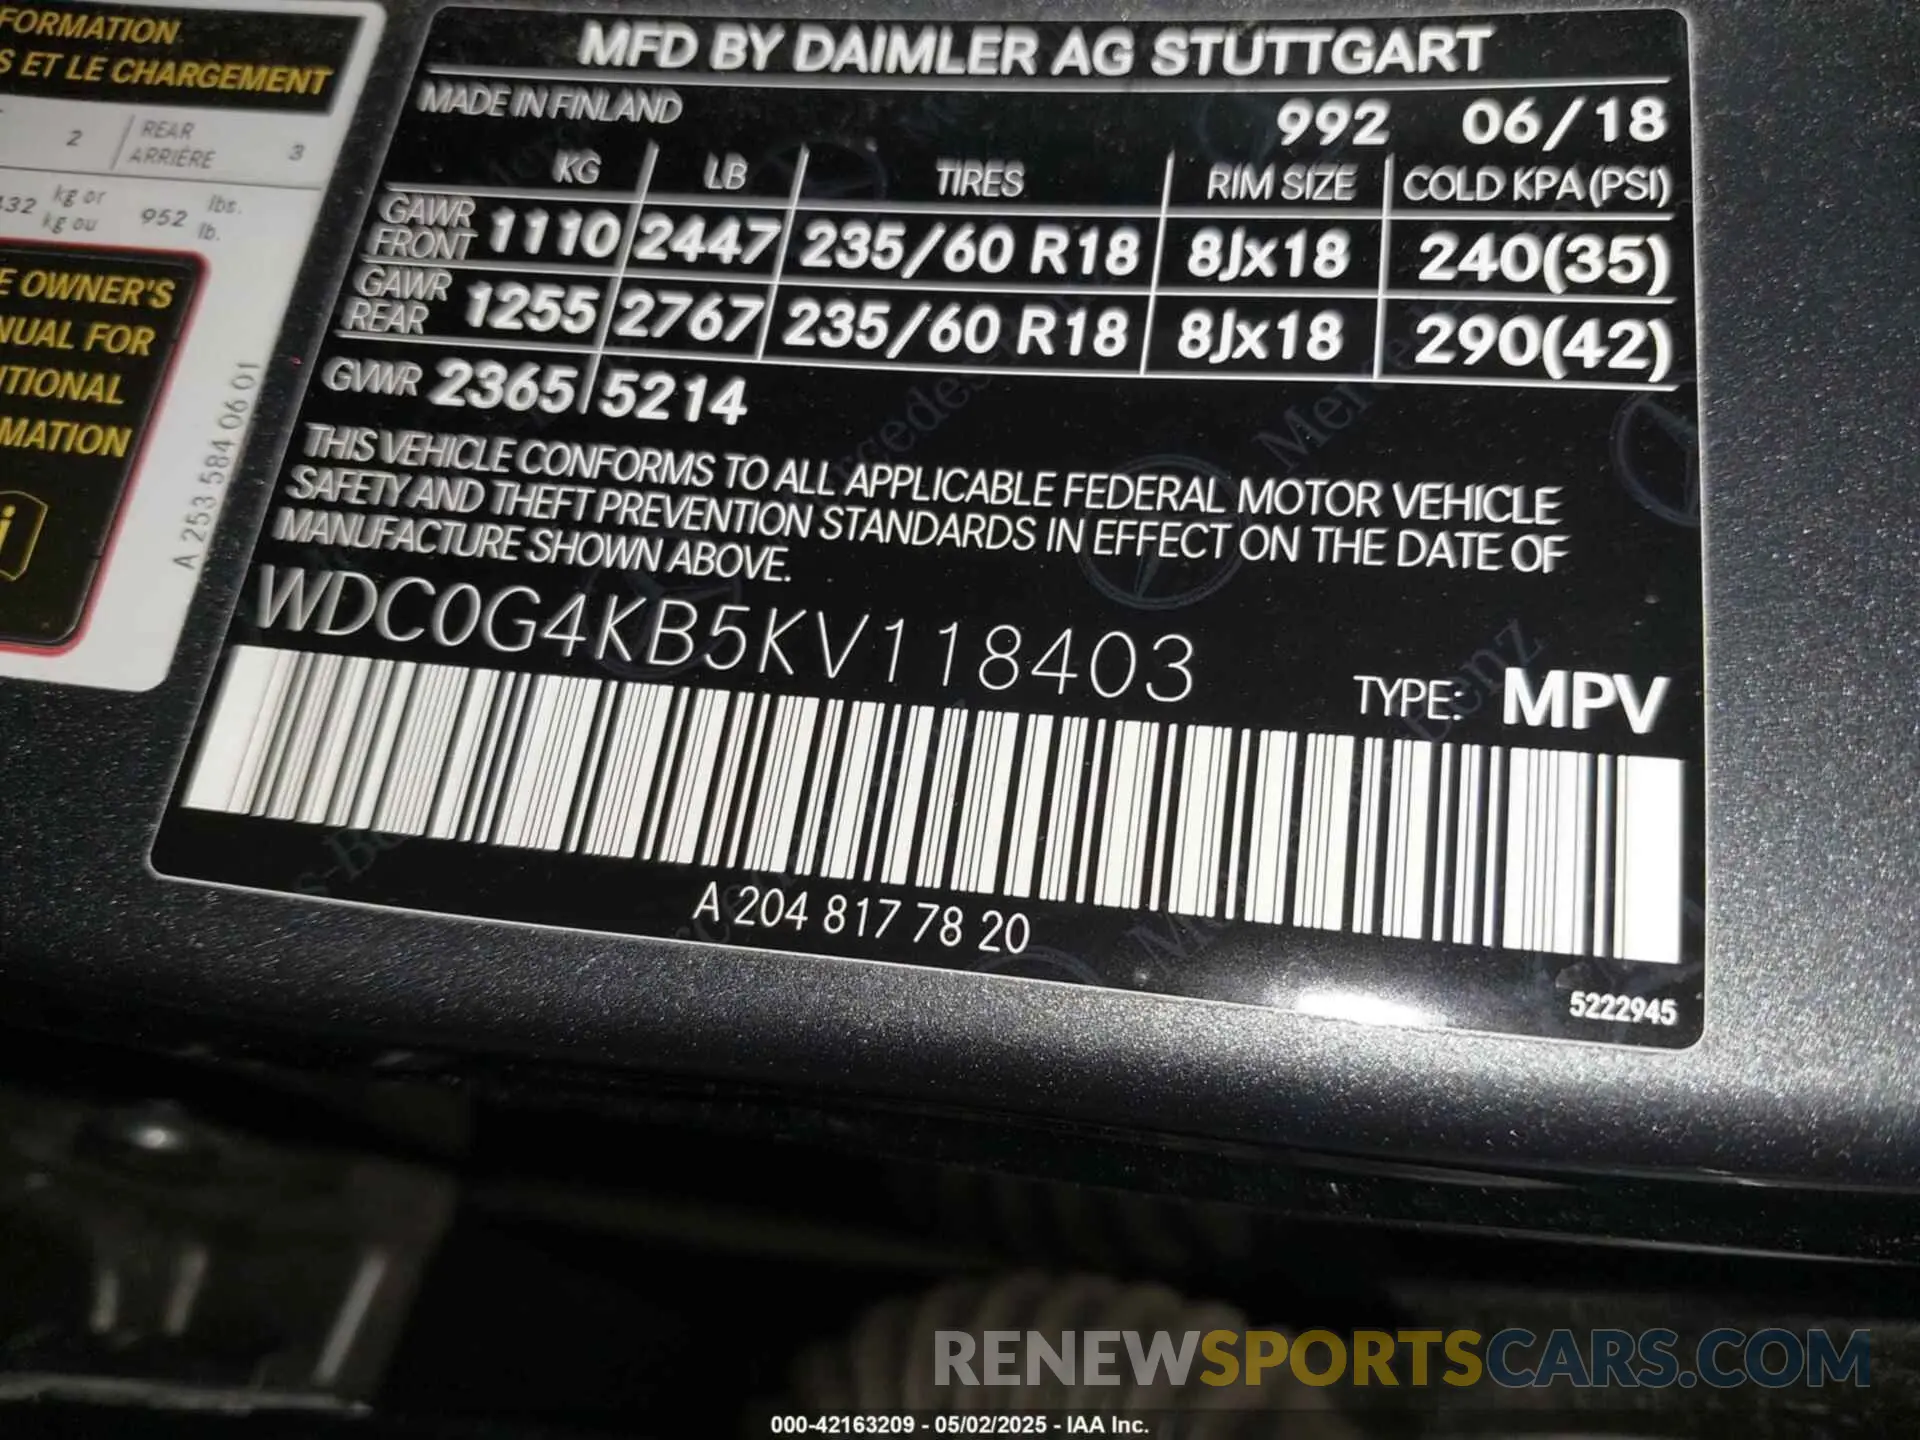 FORMATION
S ET LE CHARGEMENT
2 REAR ARRIÈRE 3
432 kg or kg ou 952 lbs. lb.
E OWNER'S
NUAL FOR
ITIONAL
MATION
i
A 253 584 06 01
MFD BY DAIMLER AG STUTTGART
MADE IN FINLAND 992 06/18
KG LB TIRES RIM SIZE COLD KPA (PSI)
GAWR FRONT 1110 2447 235/60 R18 8Jx18 240(35)
GAWR REAR 1255 2767 235/60 R18 8Jx18 290(42)
GVWR 2365 5214
THIS VEHICLE CONFORMS TO ALL APPLICABLE FEDERAL MOTOR VEHICLE
SAFETY AND THEFT PREVENTION STANDARDS IN EFFECT ON THE DATE OF
MANUFACTURE SHOWN ABOVE.
WDC0G4KB5KV118403
TYPE: MPV
A 204 817 78 20
5222945
RENEWSPORTSCARS.COM
000-42163209 - 05/02/2025 - IAA Inc.